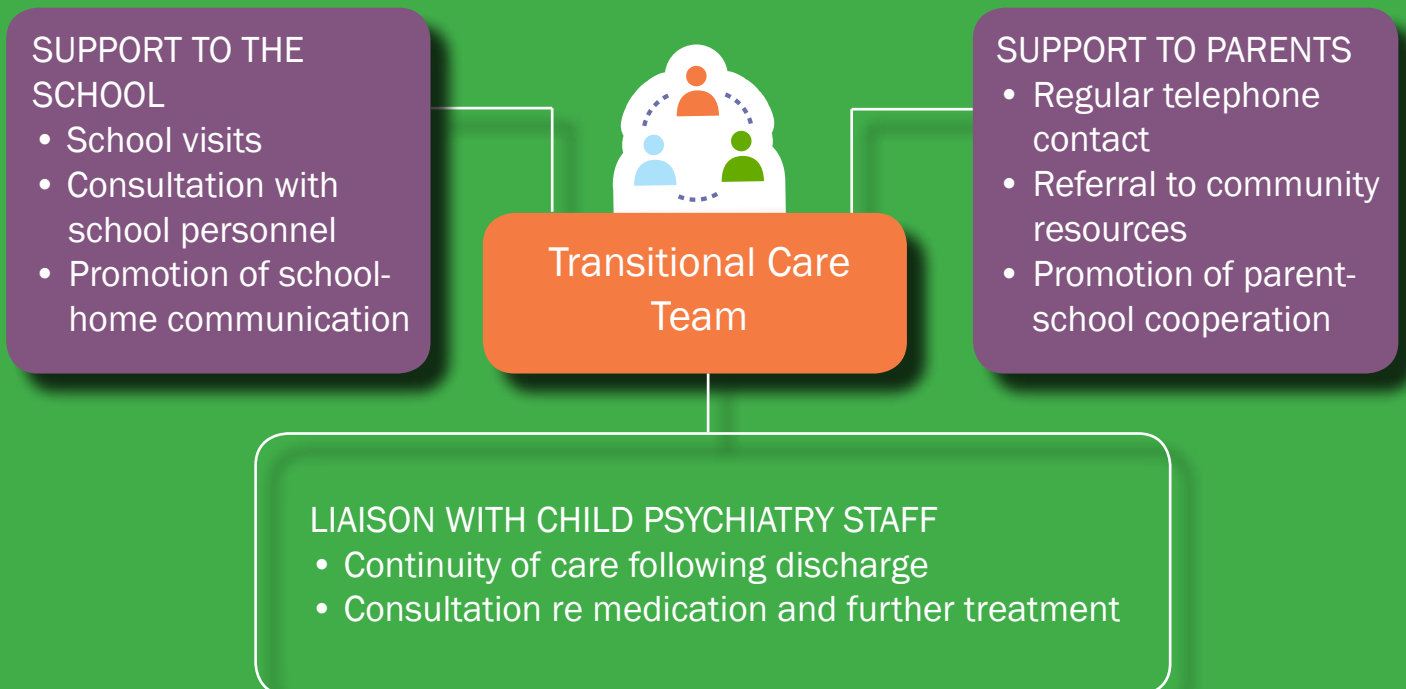 SUPPORT TO THE
SCHOOL
• School visits
• Consultation with
school personnel
• Promotion of school-
home communication
Transitional Care
Team
SUPPORT TO PARENTS
• Regular telephone
contact
• Referral to community
resources
• Promotion of parent-
school cooperation
LIAISON WITH CHILD PSYCHIATRY STAFF
• Continuity of care following discharge
• Consultation re medication and further treatment